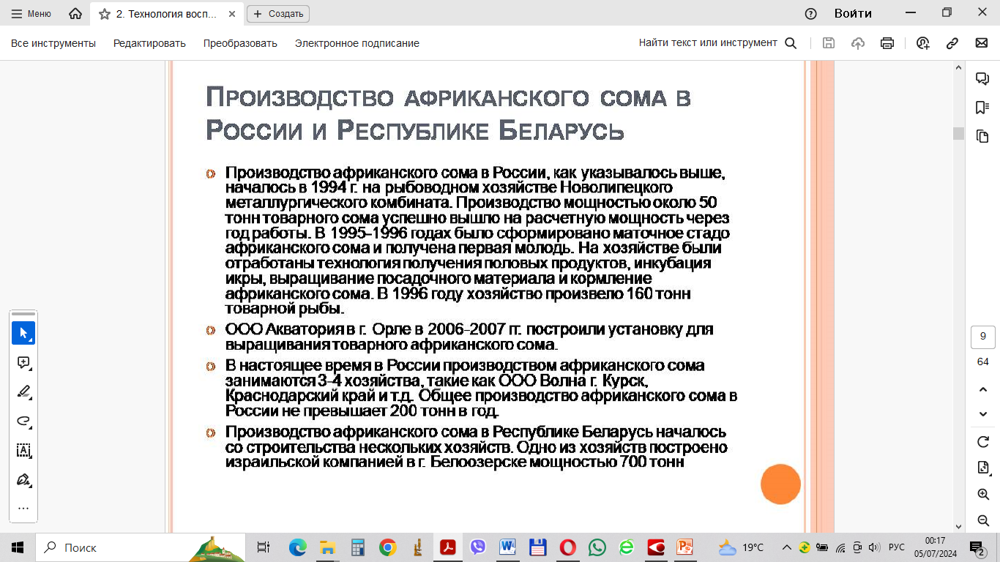 Меню
2. Технология восп...
Создать
Войти
Все инструменты
Редактировать
Преобразовать
Электронное подписание
Найти текст или инструмент
Производство африканского сома в
России и Республике Беларусь
Производство африканского сома в России, как указывалось выше,
началось в 1994 г. на рыбоводном хозяйстве Новолипецкого
металлургического комбината. Производство мощностью около 50
тонн товарного сома успешно вышло на расчетную мощность через
год работы. В 1995-1996 годах было сформировано маточное стадо
африканского сома и получена первая молодь. На хозяйстве были
отработаны технология получения половых продуктов, инкубация
икры, выращивание посадочного материала и кормление
африканского сома. В 1996 году хозяйство произвело 160 тонн
товарной рыбы.
ООО Акватория в г. Орле в 2006-2007 гг. построили установку для
выращивания товарного африканского сома.
В настоящее время в России производством африканского сома
занимаются 3-4 хозяйства, такие как ООО Волна г. Курск,
Краснодарский край и т.д. Общее производство африканского сома в
России не превышает 200 тонн в год.
Производство африканского сома в Республике Беларусь началось
со строительства нескольких хозяйств. Одно из хозяйств построено
израильской компанией в г. Белоозерске мощностью 700 тонн
9
64
Поиск
19°C
РУС
00:17
05/07/2024
2